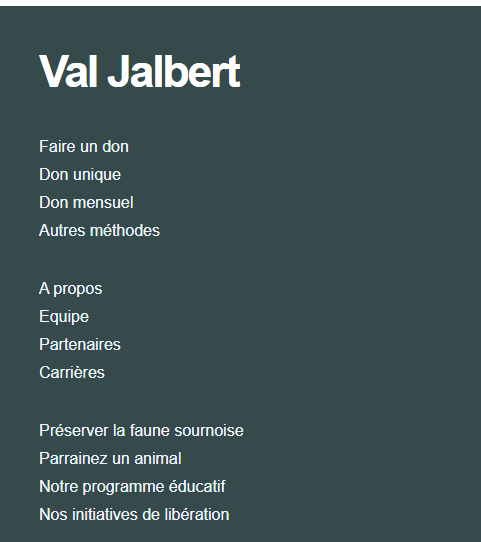 Val Jalbert
Faire un don
Don unique
Don mensuel
Autres méthodes
A propos
Equipe
Partenaires
Carrières
Préserver la faune sournoise
Parrainez un animal
Notre programme éducatif
Nos initiatives de libération